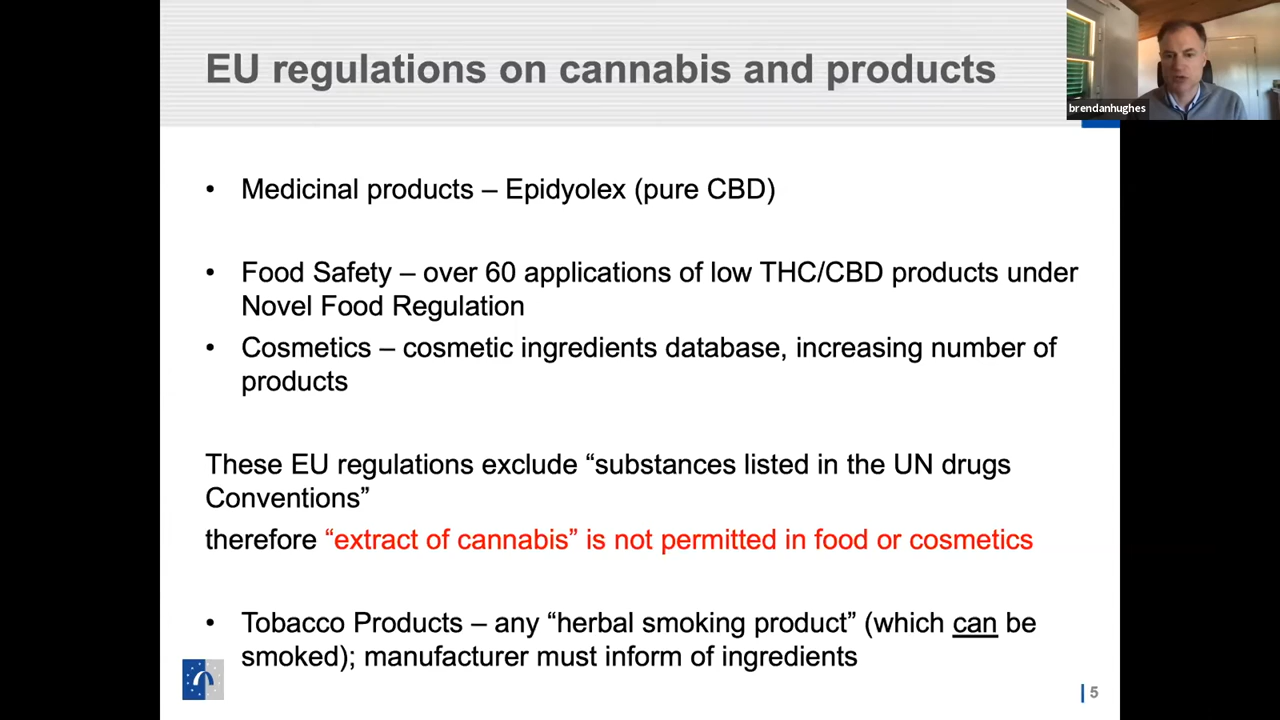 EU regulations on cannabis and products
brendanhughes
• Medicinal products – Epidyolex (pure CBD)
• Food Safety – over 60 applications of low THC/CBD products under
Novel Food Regulation
• Cosmetics – cosmetic ingredients database, increasing number of
products
These EU regulations exclude “substances listed in the UN drugs
Conventions”
therefore “extract of cannabis” is not permitted in food or cosmetics
• Tobacco Products – any “herbal smoking product” (which can be
smoked); manufacturer must inform of ingredients
5